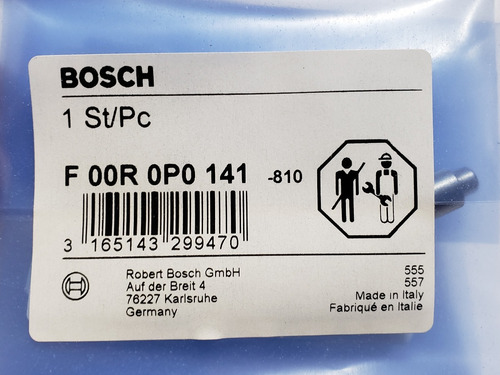 BOSCH
1 St/Pc
F 00R 0P0 141 -810
3 165143 299470
Robert Bosch GmbH
Auf der Breit 4
76227 Karlsruhe
Germany
555
557
Made in Italy
Fabriqué en Italie